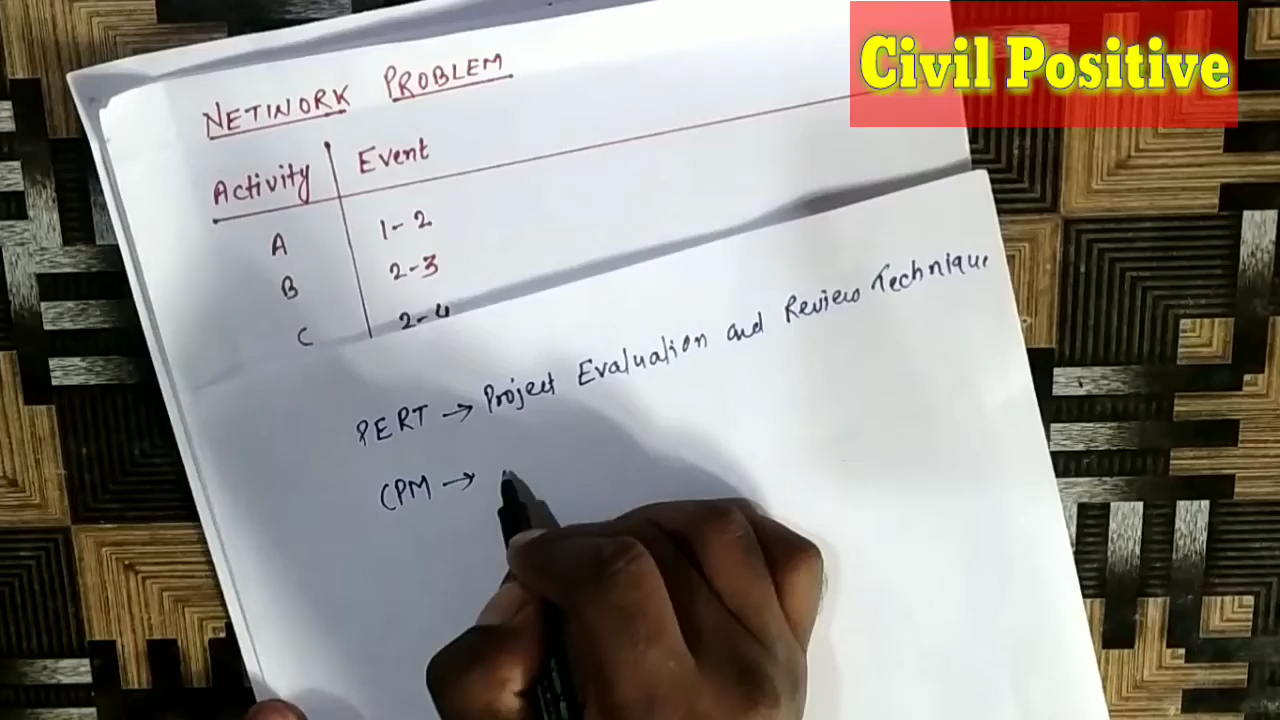 Civil Positive
NETWORK PROBLEM
Activity Event
A 1-2
B 2-3
C 2-4
PERT → Project Evaluation and Review Technique
CPM →